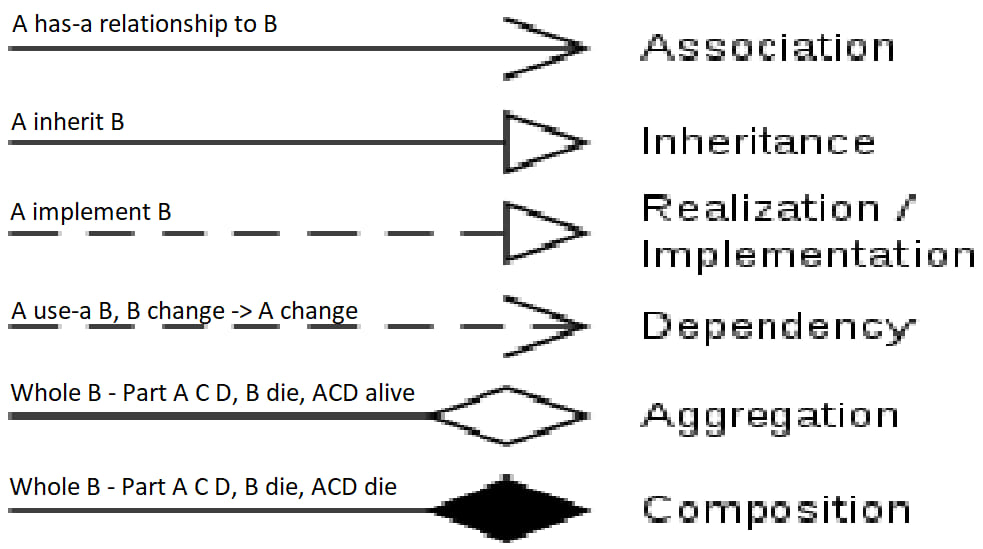 A has-a relationship to B
Association
A inherit B
Inheritance
A implement B
Realization /
Implementation
A use-a B, B change -> A change
Dependency
Whole B - Part A C D, B die, ACD alive
Aggregation
Whole B - Part A C D, B die, ACD die
Composition